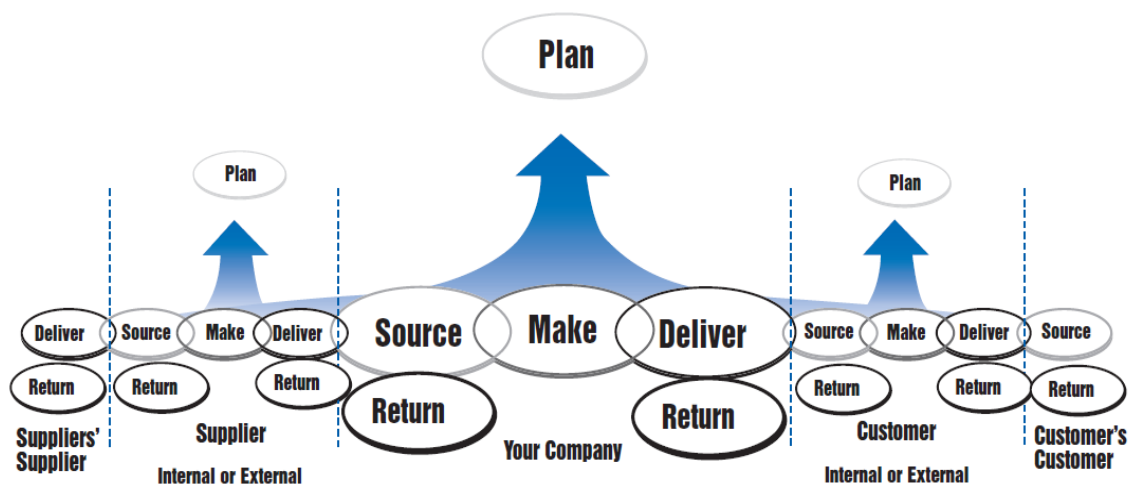 Plan
Plan
Plan
Deliver
Source
Make
Deliver
Source
Make
Deliver
Source
Make
Deliver
Source
Return
Return
Return
Return
Return
Return
Return
Return
Suppliers'
Supplier
Supplier
Internal or External
Your Company
Customer
Internal or External
Customer's
Customer